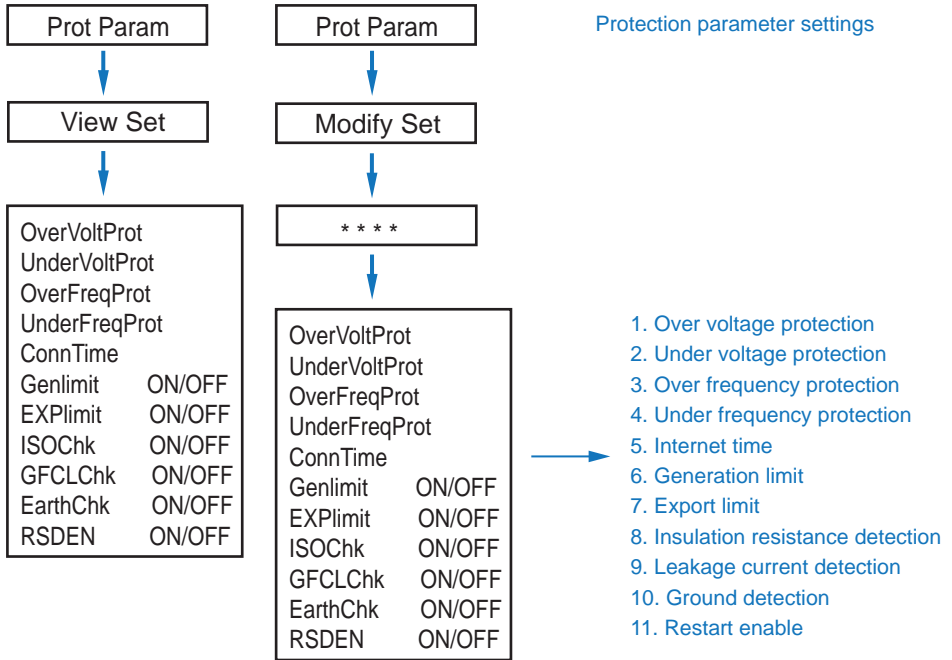 Prot Param
View Set
OverVoltProt
UnderVoltProt
OverFreqProt
UnderFreqProt
ConnTime
Genlimit ON/OFF
EXPlimit ON/OFF
ISOChk ON/OFF
GFCLChk ON/OFF
EarthChk ON/OFF
RSDEN ON/OFF
Prot Param
Modify Set
* * * *
OverVoltProt
UnderVoltProt
OverFreqProt
UnderFreqProt
ConnTime
Genlimit ON/OFF
EXPlimit ON/OFF
ISOChk ON/OFF
GFCLChk ON/OFF
EarthChk ON/OFF
RSDEN ON/OFF
Protection parameter settings
1. Over voltage protection
2. Under voltage protection
3. Over frequency protection
4. Under frequency protection
5. Internet time
6. Generation limit
7. Export limit
8. Insulation resistance detection
9. Leakage current detection
10. Ground detection
11. Restart enable